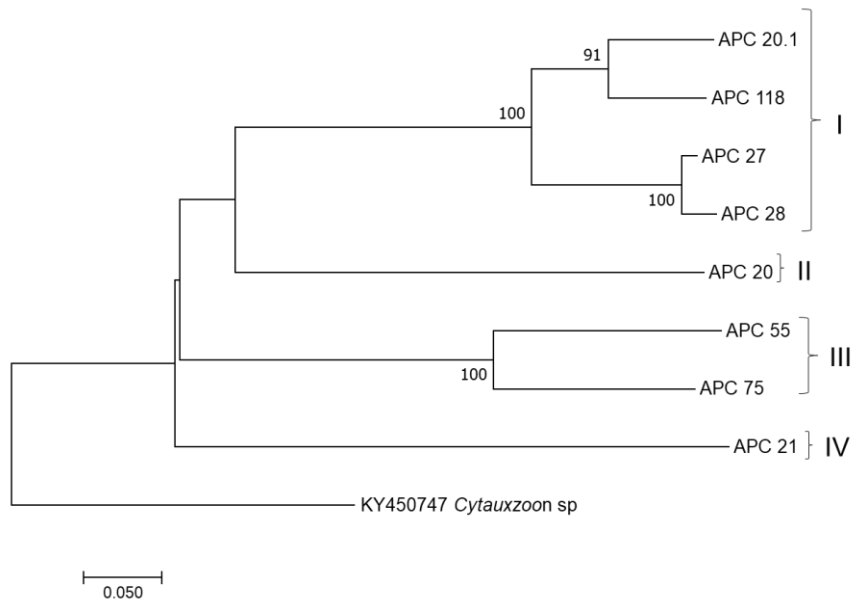 APC 20.1
91
APC 118
100
I
APC 27
100
APC 28
APC 20
II
APC 55
III
100
APC 75
APC 21
IV
KY450747 Cytauxzoon sp
0.050